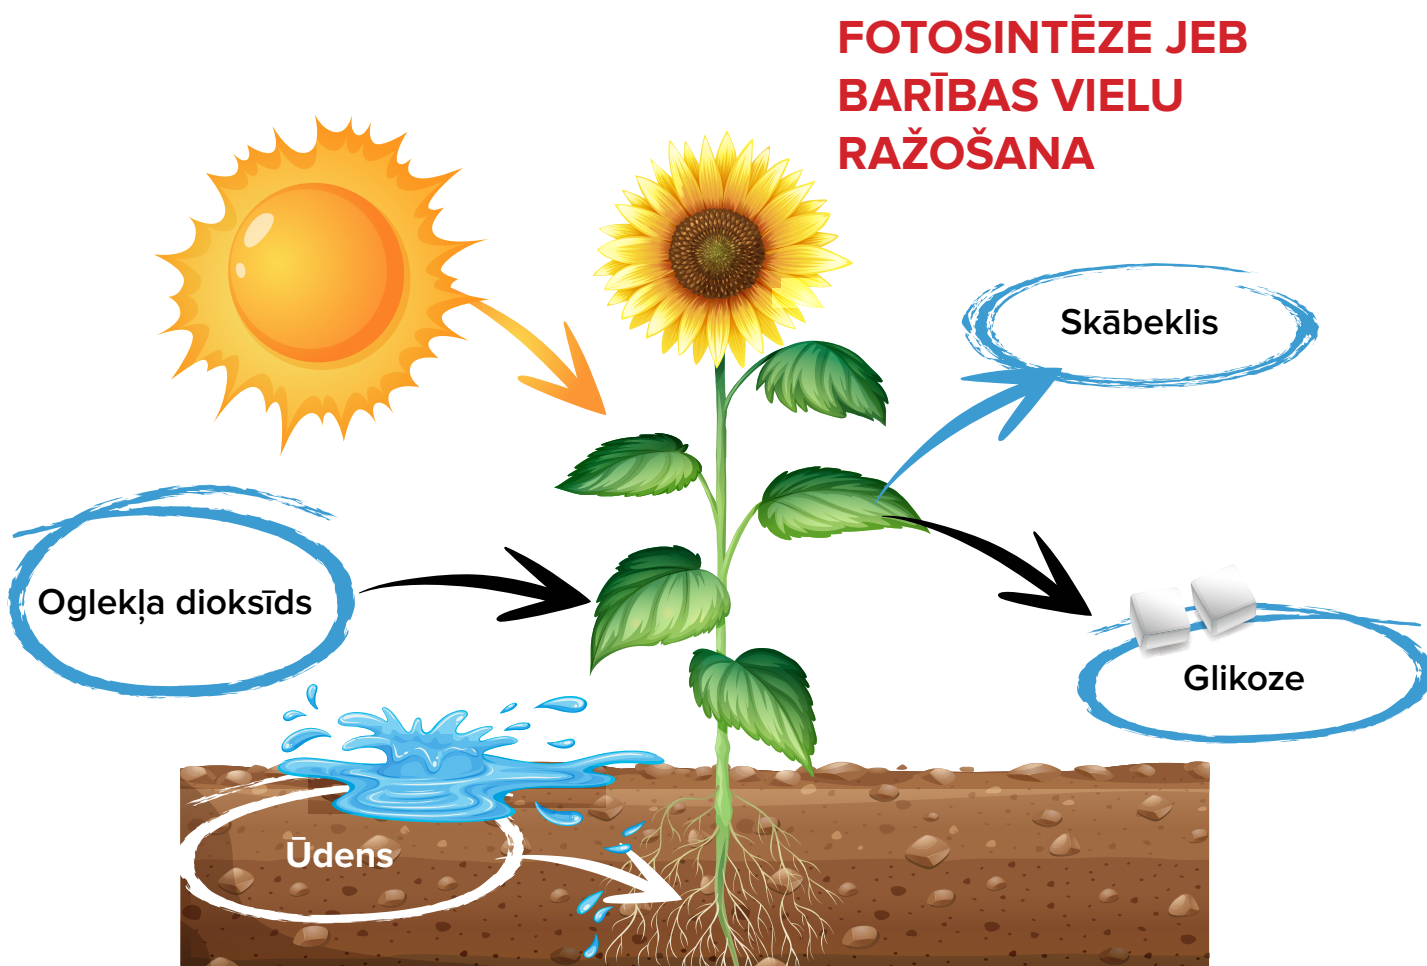 FOTOSINTĒZE JEB
BARĪBAS VIELU
RAŽOŠANA
Skābeklis
Oglekļa dioksīds
Glikoze
Ūdens